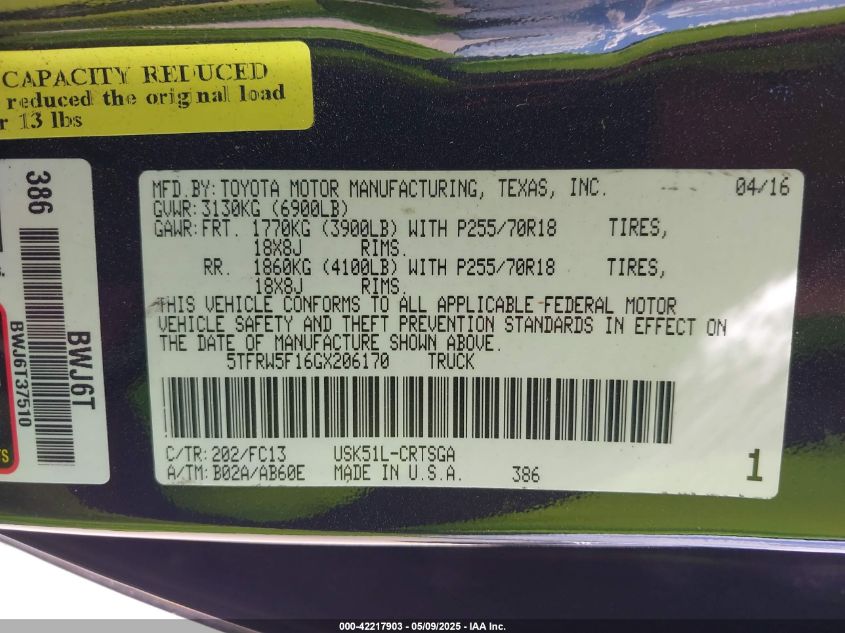 CAPACITY REDUCED
reduced the original load
r 13 lbs
386
BWJ6T
BWJ6T37510
MFD.BY:TOYOTA MOTOR MANUFACTURING, TEXAS, INC. 04/16
GVWR:3130KG (6900LB)
GAWR:FRT. 1770KG (3900LB) WITH P255/70R18 TIRES,
18X8J RIMS.
RR. 1860KG (4100LB) WITH P255/70R18 TIRES,
18X8J RIMS.
THIS VEHICLE CONFORMS TO ALL APPLICABLE FEDERAL MOTOR
VEHICLE SAFETY AND THEFT PREVENTION STANDARDS IN EFFECT ON
THE DATE OF MANUFACTURE SHOWN ABOVE.
5TFRW5F16GX206170 TRUCK
C/TR:202/FC13 USK51L-CRTSGA
A/TM:B02A/AB60E MADE IN U.S.A. 386
1
000-42217903 — 05/09/2025 — IAA Inc.